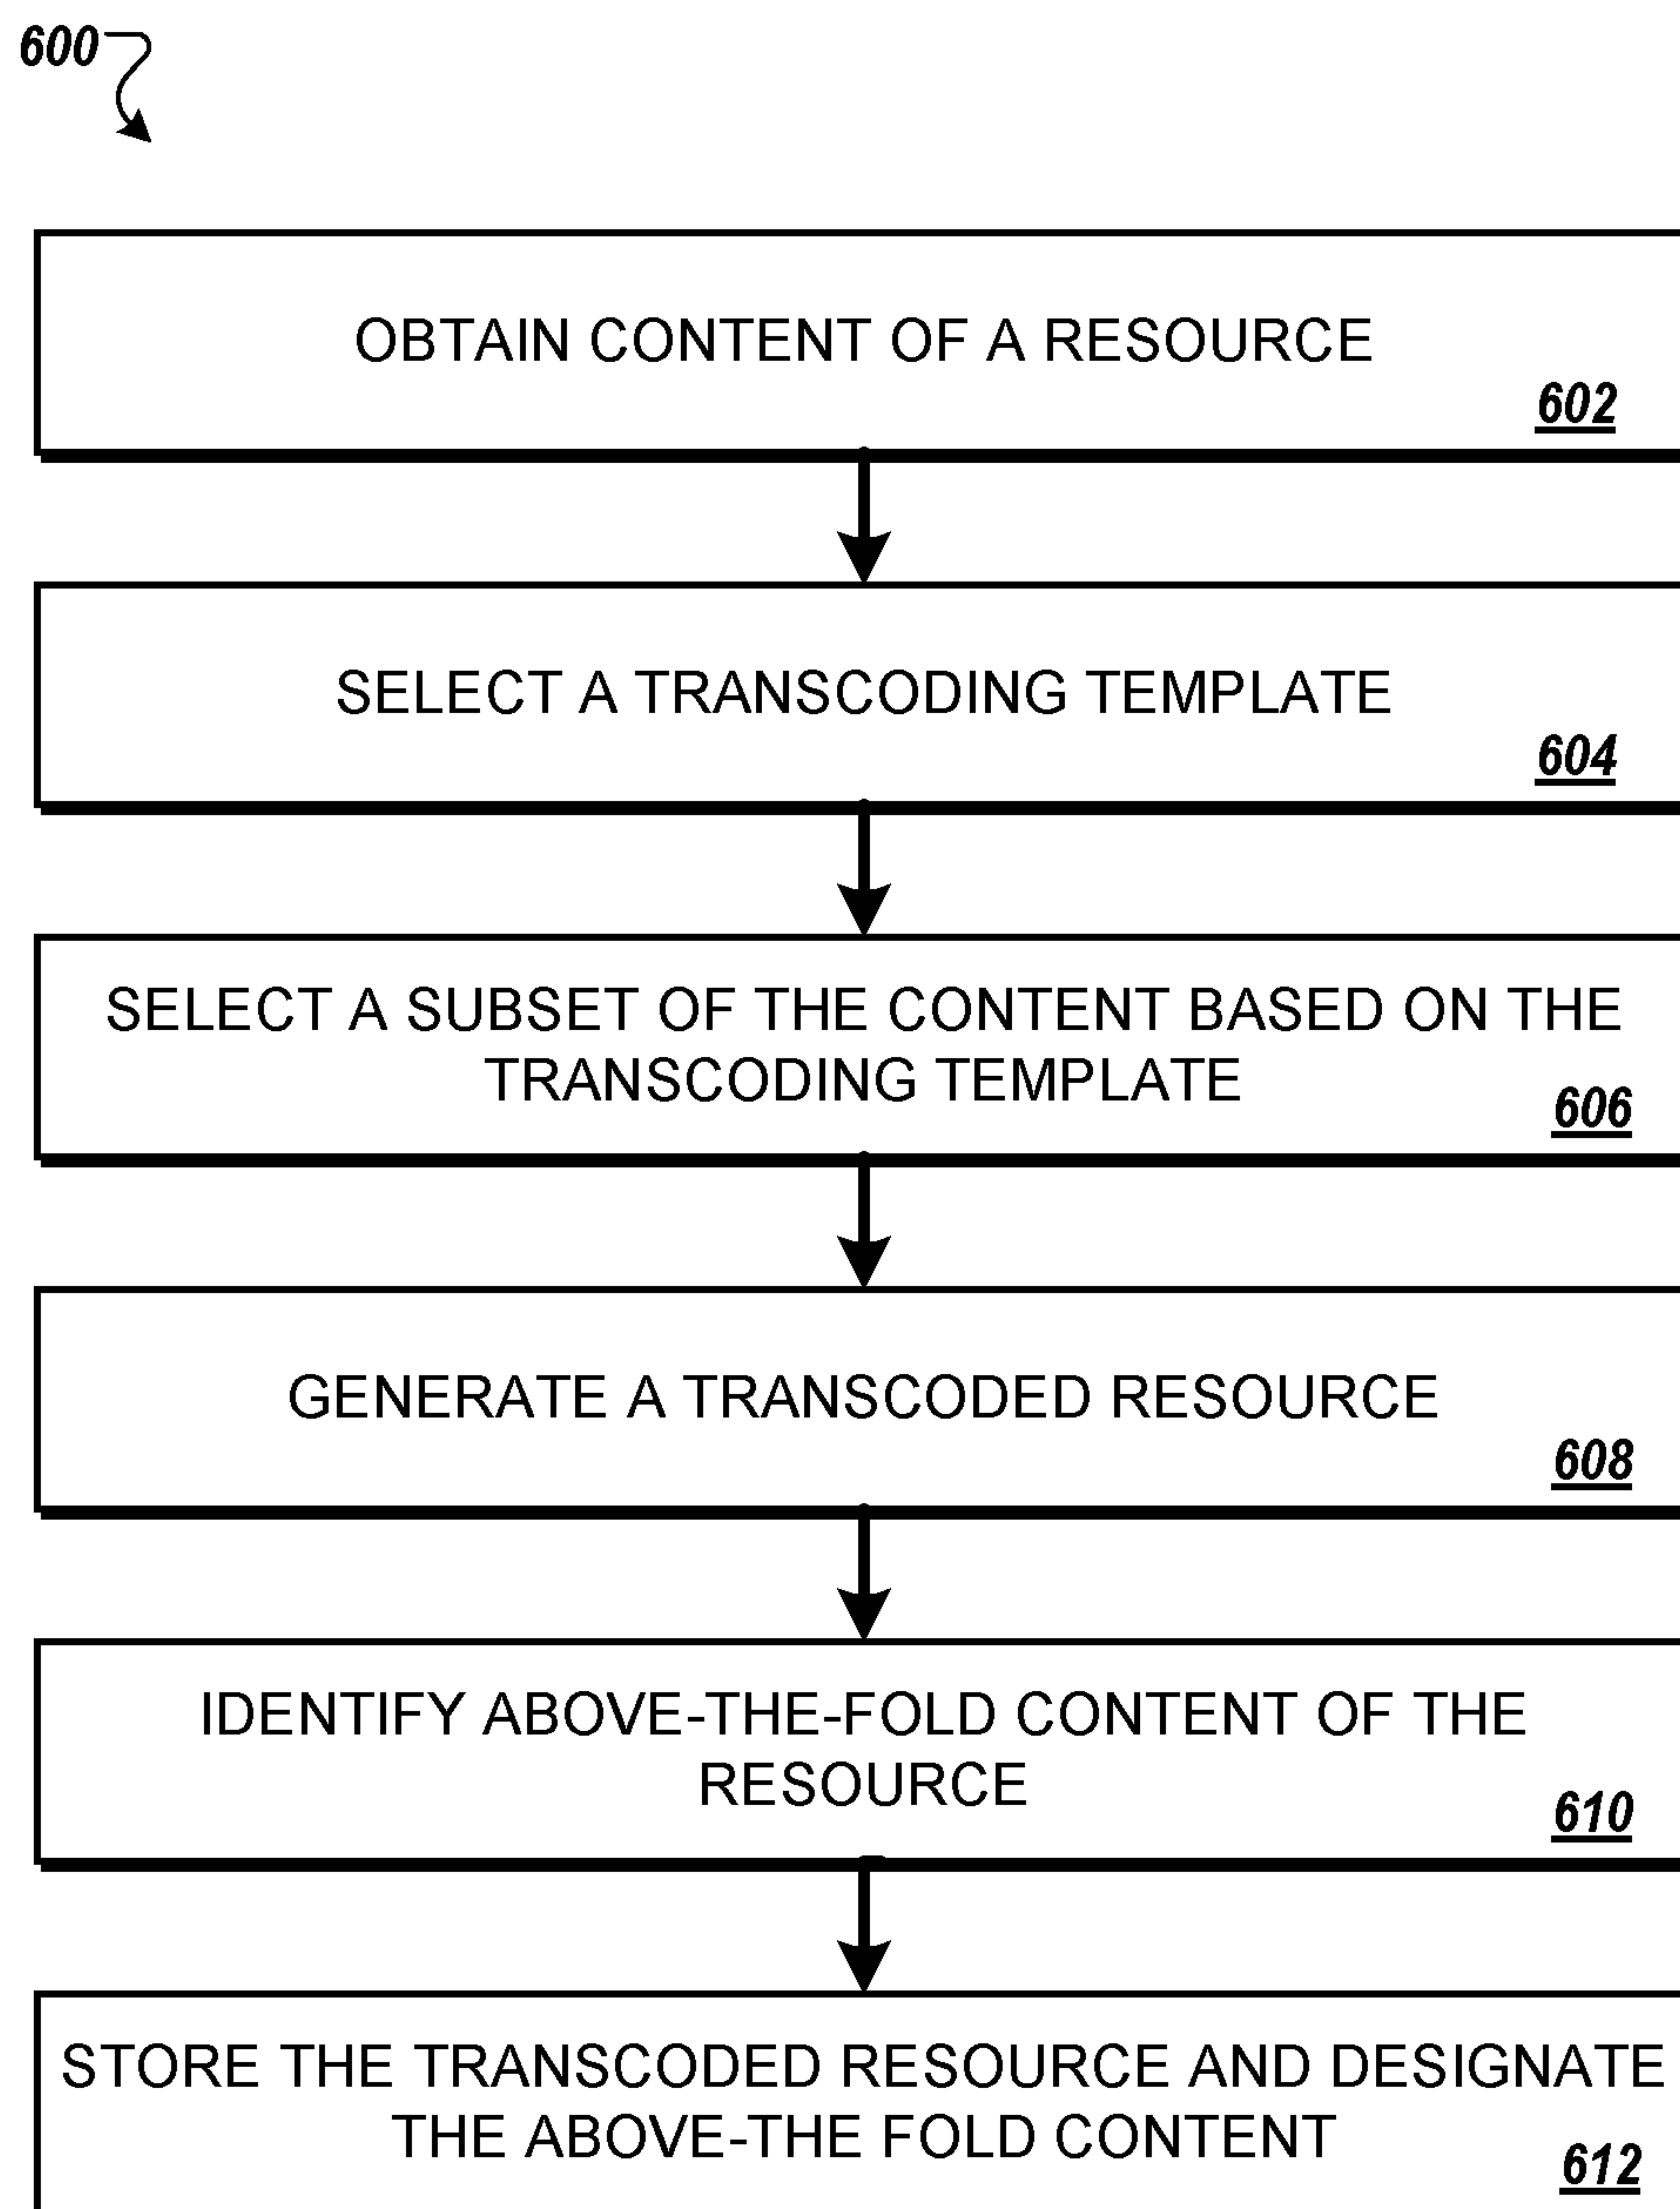 600
OBTAIN CONTENT OF A RESOURCE
602
SELECT A TRANSCODING TEMPLATE
604
SELECT A SUBSET OF THE CONTENT BASED ON THE
TRANSCODING TEMPLATE
606
GENERATE A TRANSCODED RESOURCE
608
IDENTIFY ABOVE-THE-FOLD CONTENT OF THE
RESOURCE
610
STORE THE TRANSCODED RESOURCE AND DESIGNATE
THE ABOVE-THE FOLD CONTENT
612